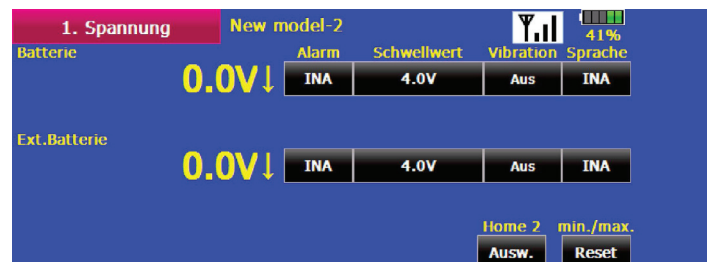 1. Spannung New model-2 41%
Batterie Alarm Schwellwert Vibration Sprache
0.0V↓ INA 4.0V Aus INA
Ext.Batterie
0.0V↓ INA 4.0V Aus INA
Home 2 min./max.
Ausw. Reset